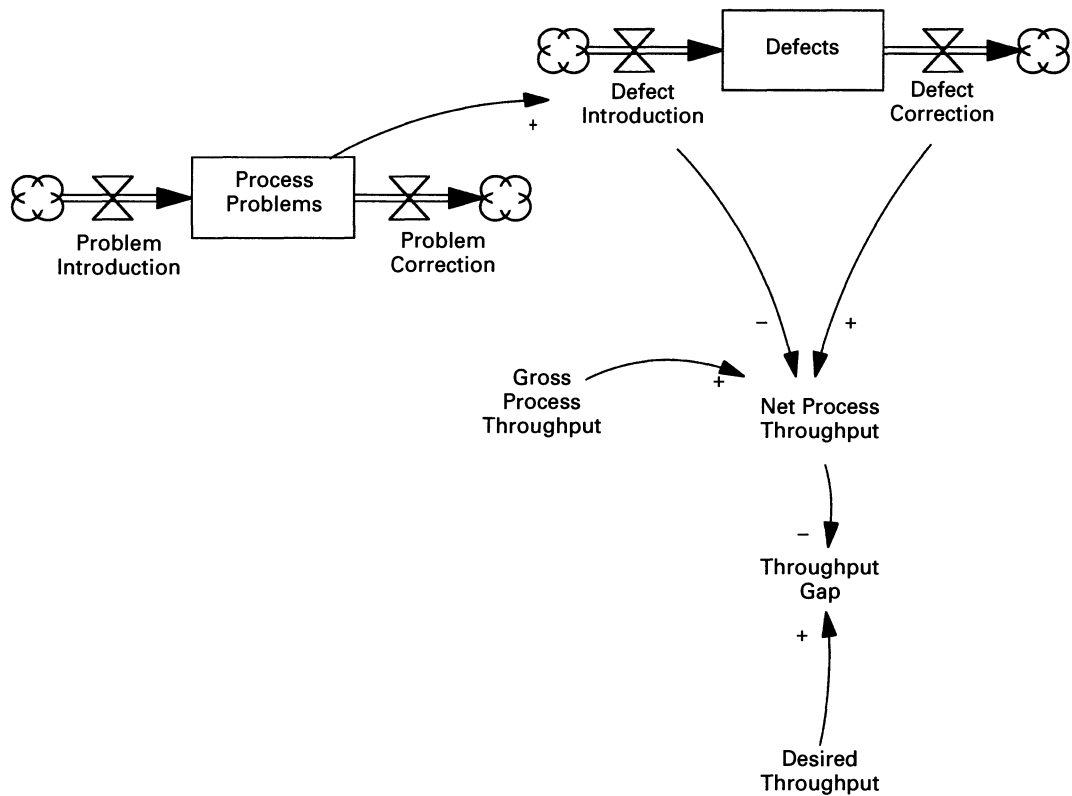 Defects
Defect
Introduction
Defect
Correction
+
Process
Problems
Problem
Introduction
Problem
Correction
–
+
Gross
Process
Throughput
+
Net Process
Throughput
–
Throughput
Gap
+
Desired
Throughput